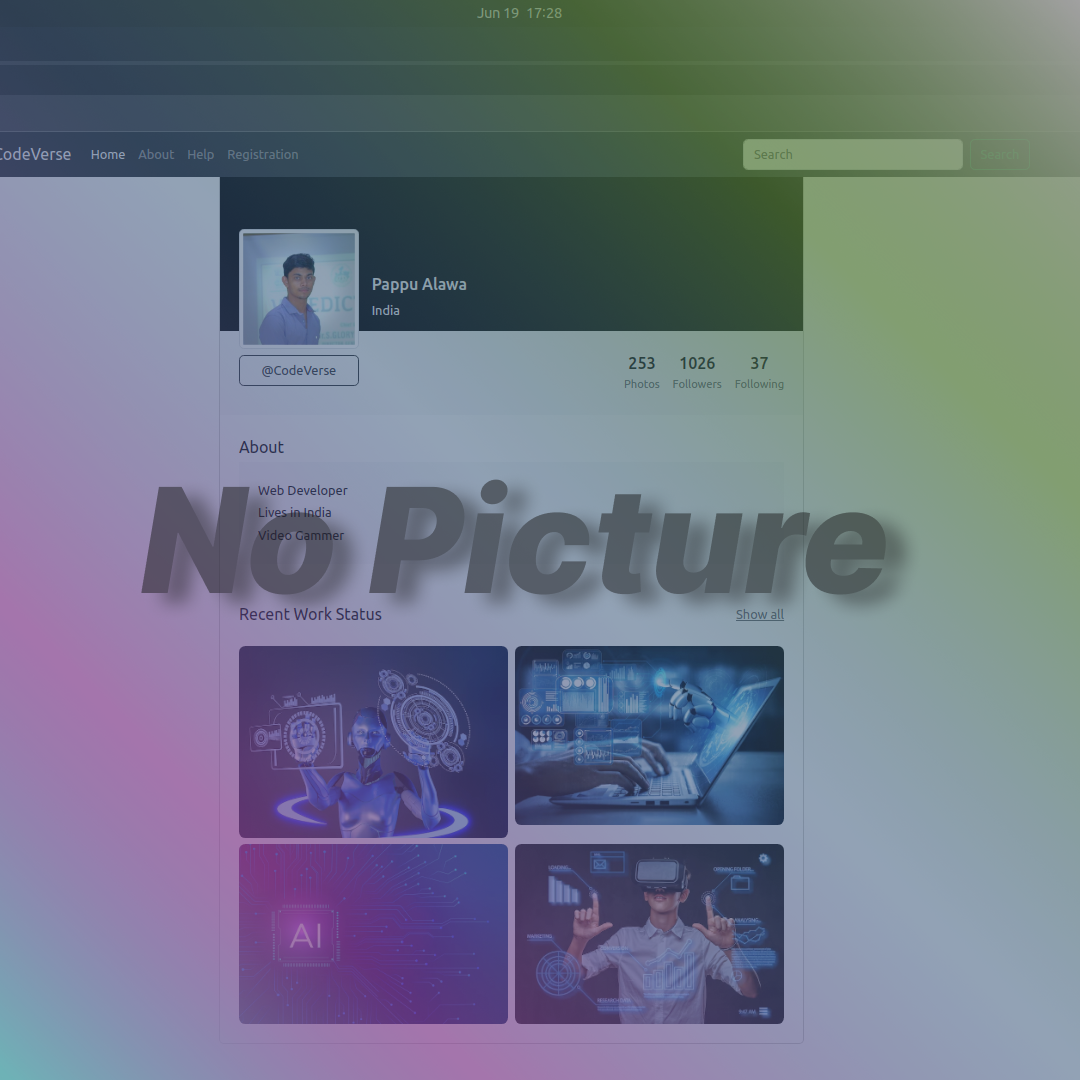 Jun 19 17:28
CodeVerse Home About Help Registration Search Search
Pappu Alawa
India
@CodeVerse
253 1026 37
Photos Followers Following
About
Web Developer
Lives in India
Video Gammer
No Picture
Recent Work Status Show all
AI